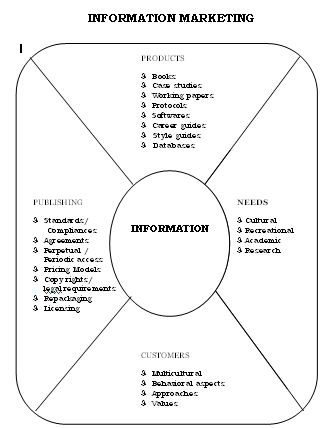 INFORMATION MARKETING
I
PRODUCTS
Books
Case studies
Working papers
Protocols
Softwares
Career guides
Style guides
Databases
PUBLISHING
Standards/
Compliances
Agreements
Perpetual /
Periodic access
Pricing Models
Copyrights/
legal requirements
Repackaging
Licensing
INFORMATION
NEEDS
Cultural
Recreational
Academic
Research
CUSTOMERS
Multicultural
Behavioral aspects
Approaches
Values